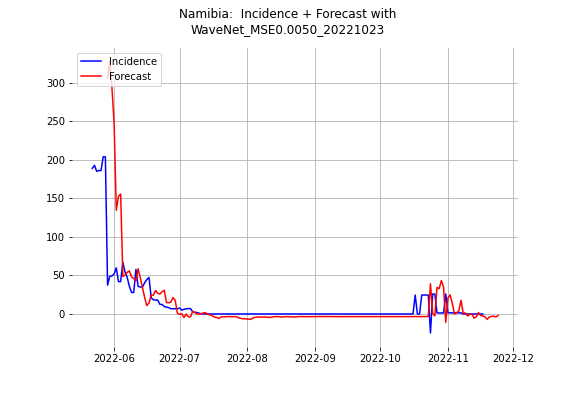 Namibia:  Incidence + Forecast with
WaveNet_MSE0.0050_20221023
Incidence
Forecast
300
250
200
150
100
50
0
2022-06 2022-07 2022-08 2022-09 2022-10 2022-11 2022-12